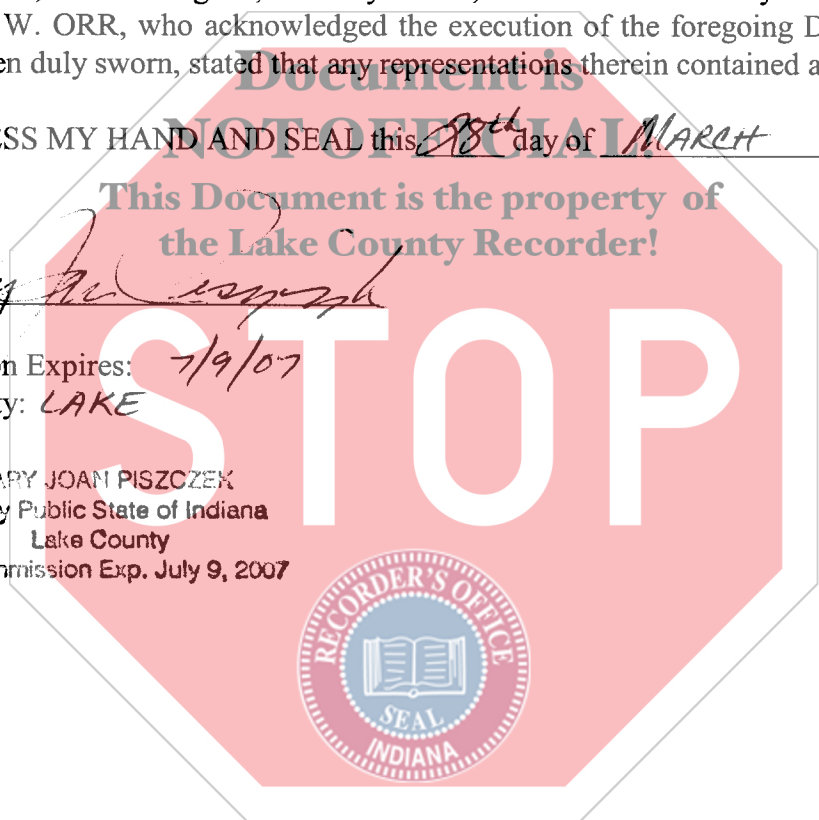 W. ORR, who acknowledged the execution of the foregoing D
en duly sworn, stated that any representations therein contained a
Document is
ESS MY HAND AND SEAL this 28th day of MARCH
NOT OFFICIAL!
This Document is the property of
the Lake County Recorder!
n Expires: 7/9/07
ty: LAKE
STOP
ARY JOAN PISZCZEK
y Public State of Indiana
Lake County
mmission Exp. July 9, 2007
RECORDER'S OFFICE
SEAL
INDIANA